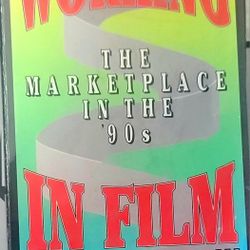 WORKING
THE
MARKETPLACE
IN THE
'90s
IN FILM